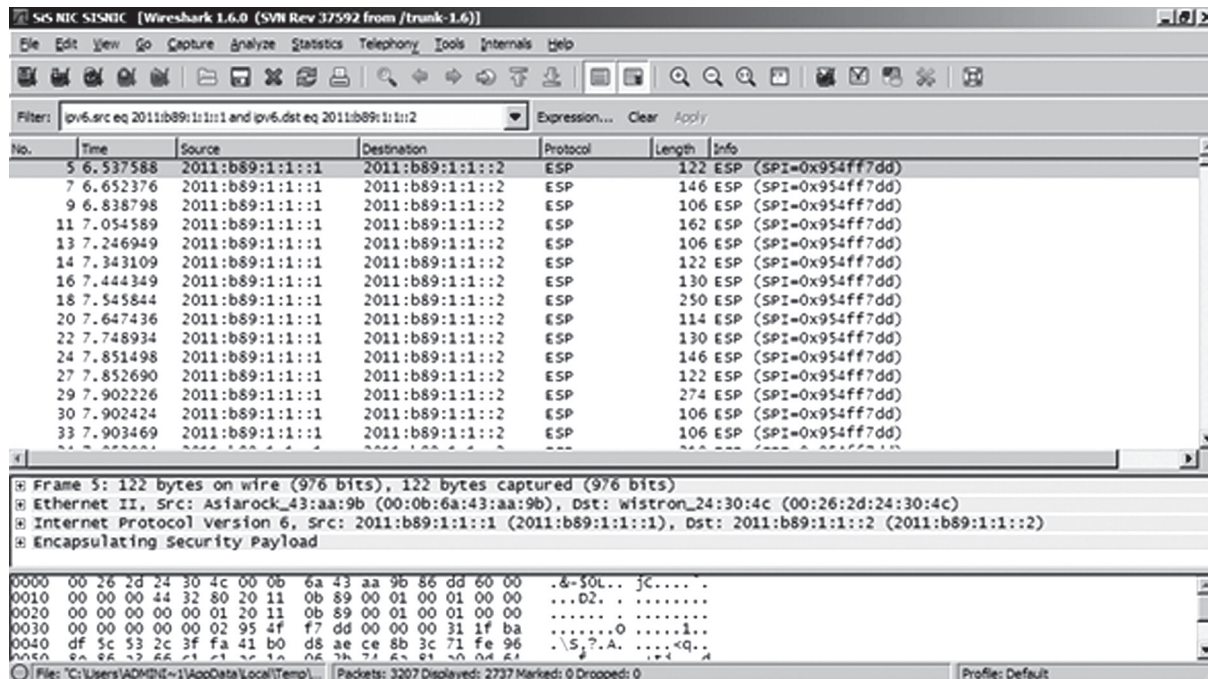 SiS NIC SISNIC [Wireshark 1.6.0 (SVN Rev 37592 from /trunk-1.6)]
File Edit View Go Capture Analyze Statistics Telephony Tools Internals Help
Filter: ipv6.src eq 2011:b89:1:1::1 and ipv6.dst eq 2011:b89:1:1::2 Expression... Clear Apply
No. Time Source Destination Protocol Length Info
5 6.537588 2011:b89:1:1::1 2011:b89:1:1::2 ESP 122 ESP (SPI=0x954ff7dd)
7 6.652376 2011:b89:1:1::1 2011:b89:1:1::2 ESP 146 ESP (SPI=0x954ff7dd)
9 6.838798 2011:b89:1:1::1 2011:b89:1:1::2 ESP 106 ESP (SPI=0x954ff7dd)
11 7.054589 2011:b89:1:1::1 2011:b89:1:1::2 ESP 162 ESP (SPI=0x954ff7dd)
13 7.246949 2011:b89:1:1::1 2011:b89:1:1::2 ESP 106 ESP (SPI=0x954ff7dd)
14 7.343109 2011:b89:1:1::1 2011:b89:1:1::2 ESP 122 ESP (SPI=0x954ff7dd)
16 7.444349 2011:b89:1:1::1 2011:b89:1:1::2 ESP 130 ESP (SPI=0x954ff7dd)
18 7.545844 2011:b89:1:1::1 2011:b89:1:1::2 ESP 250 ESP (SPI=0x954ff7dd)
20 7.647436 2011:b89:1:1::1 2011:b89:1:1::2 ESP 114 ESP (SPI=0x954ff7dd)
22 7.748934 2011:b89:1:1::1 2011:b89:1:1::2 ESP 130 ESP (SPI=0x954ff7dd)
24 7.851498 2011:b89:1:1::1 2011:b89:1:1::2 ESP 146 ESP (SPI=0x954ff7dd)
27 7.852690 2011:b89:1:1::1 2011:b89:1:1::2 ESP 122 ESP (SPI=0x954ff7dd)
29 7.902226 2011:b89:1:1::1 2011:b89:1:1::2 ESP 274 ESP (SPI=0x954ff7dd)
30 7.902424 2011:b89:1:1::1 2011:b89:1:1::2 ESP 106 ESP (SPI=0x954ff7dd)
33 7.903469 2011:b89:1:1::1 2011:b89:1:1::2 ESP 106 ESP (SPI=0x954ff7dd)
Frame 5: 122 bytes on wire (976 bits), 122 bytes captured (976 bits)
Ethernet II, Src: Asiarock_43:aa:9b (00:0b:6a:43:aa:9b), Dst: Wistron_24:30:4c (00:26:2d:24:30:4c)
Internet Protocol Version 6, Src: 2011:b89:1:1::1 (2011:b89:1:1::1), Dst: 2011:b89:1:1::2 (2011:b89:1:1::2)
Encapsulating Security Payload
0000 00 26 2d 24 30 4c 00 0b 6a 43 aa 9b 86 dd 60 00 .&-$0L.. jC....`.
0010 00 00 00 44 32 80 20 11 0b 89 00 01 00 01 00 00 ...D2. . ........
0020 00 00 00 00 00 01 20 11 0b 89 00 01 00 01 00 00 ...... . ........
0030 00 00 00 00 00 02 95 4f f7 dd 00 00 00 31 1f ba .......O .....1..
0040 df 5c 53 2c 3f fa 41 b0 d8 ae ce 8b 3c 71 fe 96 .\S,?.A. ....<q..
File: "C:\Users\ADMINI~1\AppData\Local\Temp\... Packets: 3207 Displayed: 2737 Marked: 0 Dropped: 0 Profile: Default